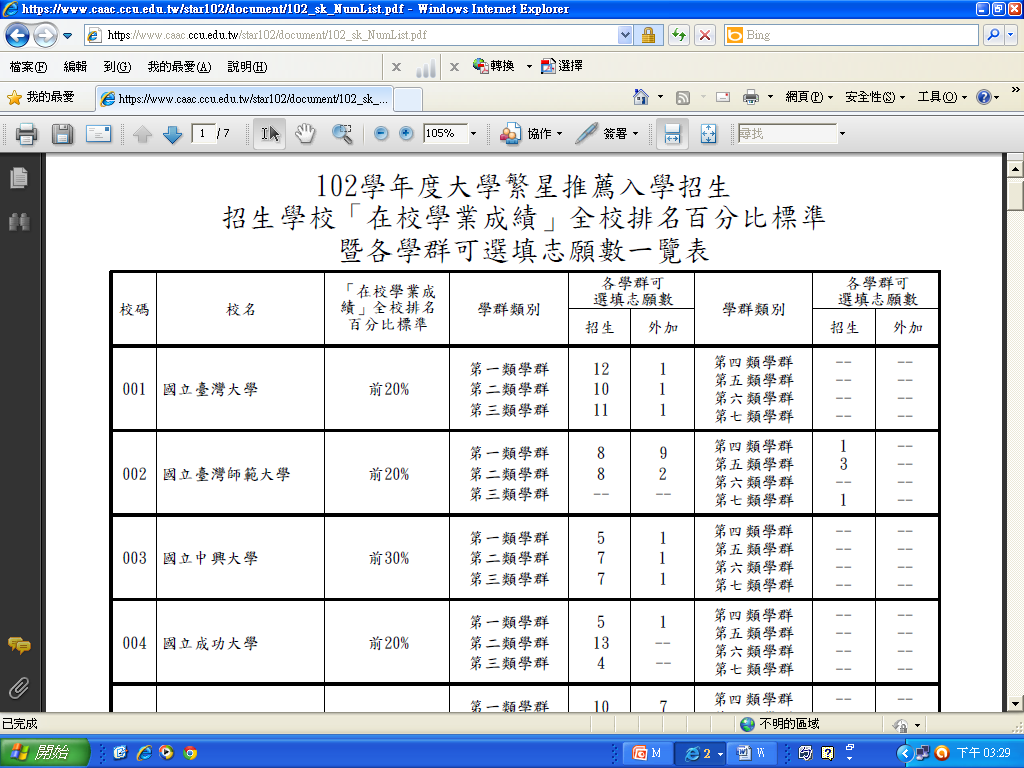 https://www.caac.ccu.edu.tw/star102/document/102_sk_NumList.pdf - Windows Internet Explorer
https://www.caac.ccu.edu.tw/star102/document/102_sk_NumList.pdf Bing
檔案(F) 編輯 到(G) 我的最愛(A) 說明(H) 轉換 選擇
我的最愛 https://www.caac.ccu.edu.tw/star102/document/102_sk_... 網頁(P) 安全性(S) 工具(O)
1 / 7 105% 協作 簽署 尋找
102學年度大學繁星推薦入學招生
招生學校「在校學業成績」全校排名百分比標準
暨各學群可選填志願數一覽表
校碼 校名 「在校學業成績」全校排名百分比標準 學群類別 各學群可選填志願數 學群類別 各學群可選填志願數
招生 外加 招生 外加
001 國立臺灣大學 前20%
第一類學群 12 1
第二類學群 10 1
第三類學群 11 1
第四類學群 -- --
第五類學群 -- --
第六類學群 -- --
第七類學群 -- --
002 國立臺灣師範大學 前20%
第一類學群 8 9
第二類學群 8 2
第三類學群 -- --
第四類學群 1 --
第五類學群 3 --
第六類學群 -- --
第七類學群 1 --
003 國立中興大學 前30%
第一類學群 5 1
第二類學群 7 1
第三類學群 7 1
第四類學群 -- --
第五類學群 -- --
第六類學群 -- --
第七類學群 -- --
004 國立成功大學 前20%
第一類學群 5 1
第二類學群 13 --
第三類學群 4 --
第四類學群 -- --
第五類學群 -- --
第六類學群 -- --
第七類學群 -- --
第一類學群 10 7 第四類學群 -- --
已完成 不明的區域
開始 M 2 W 下午 03:29